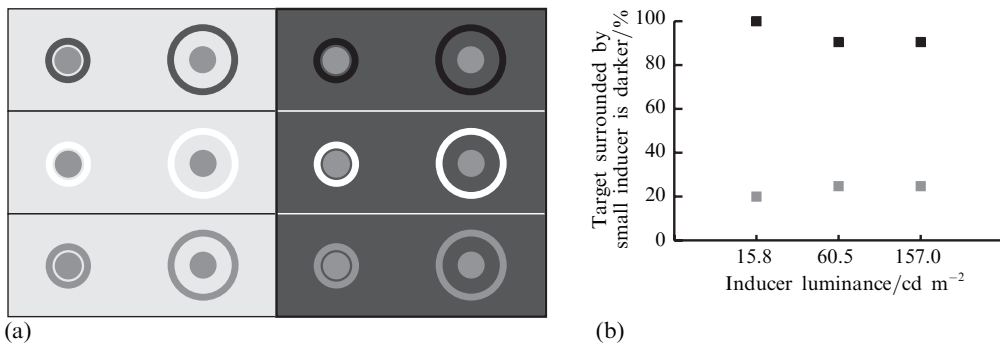 (a)
(b)
Target surrounded by
small inducer is darker/%
100
80
60
40
20
0
15.8 60.5 157.0
Inducer luminance/cd m⁻²